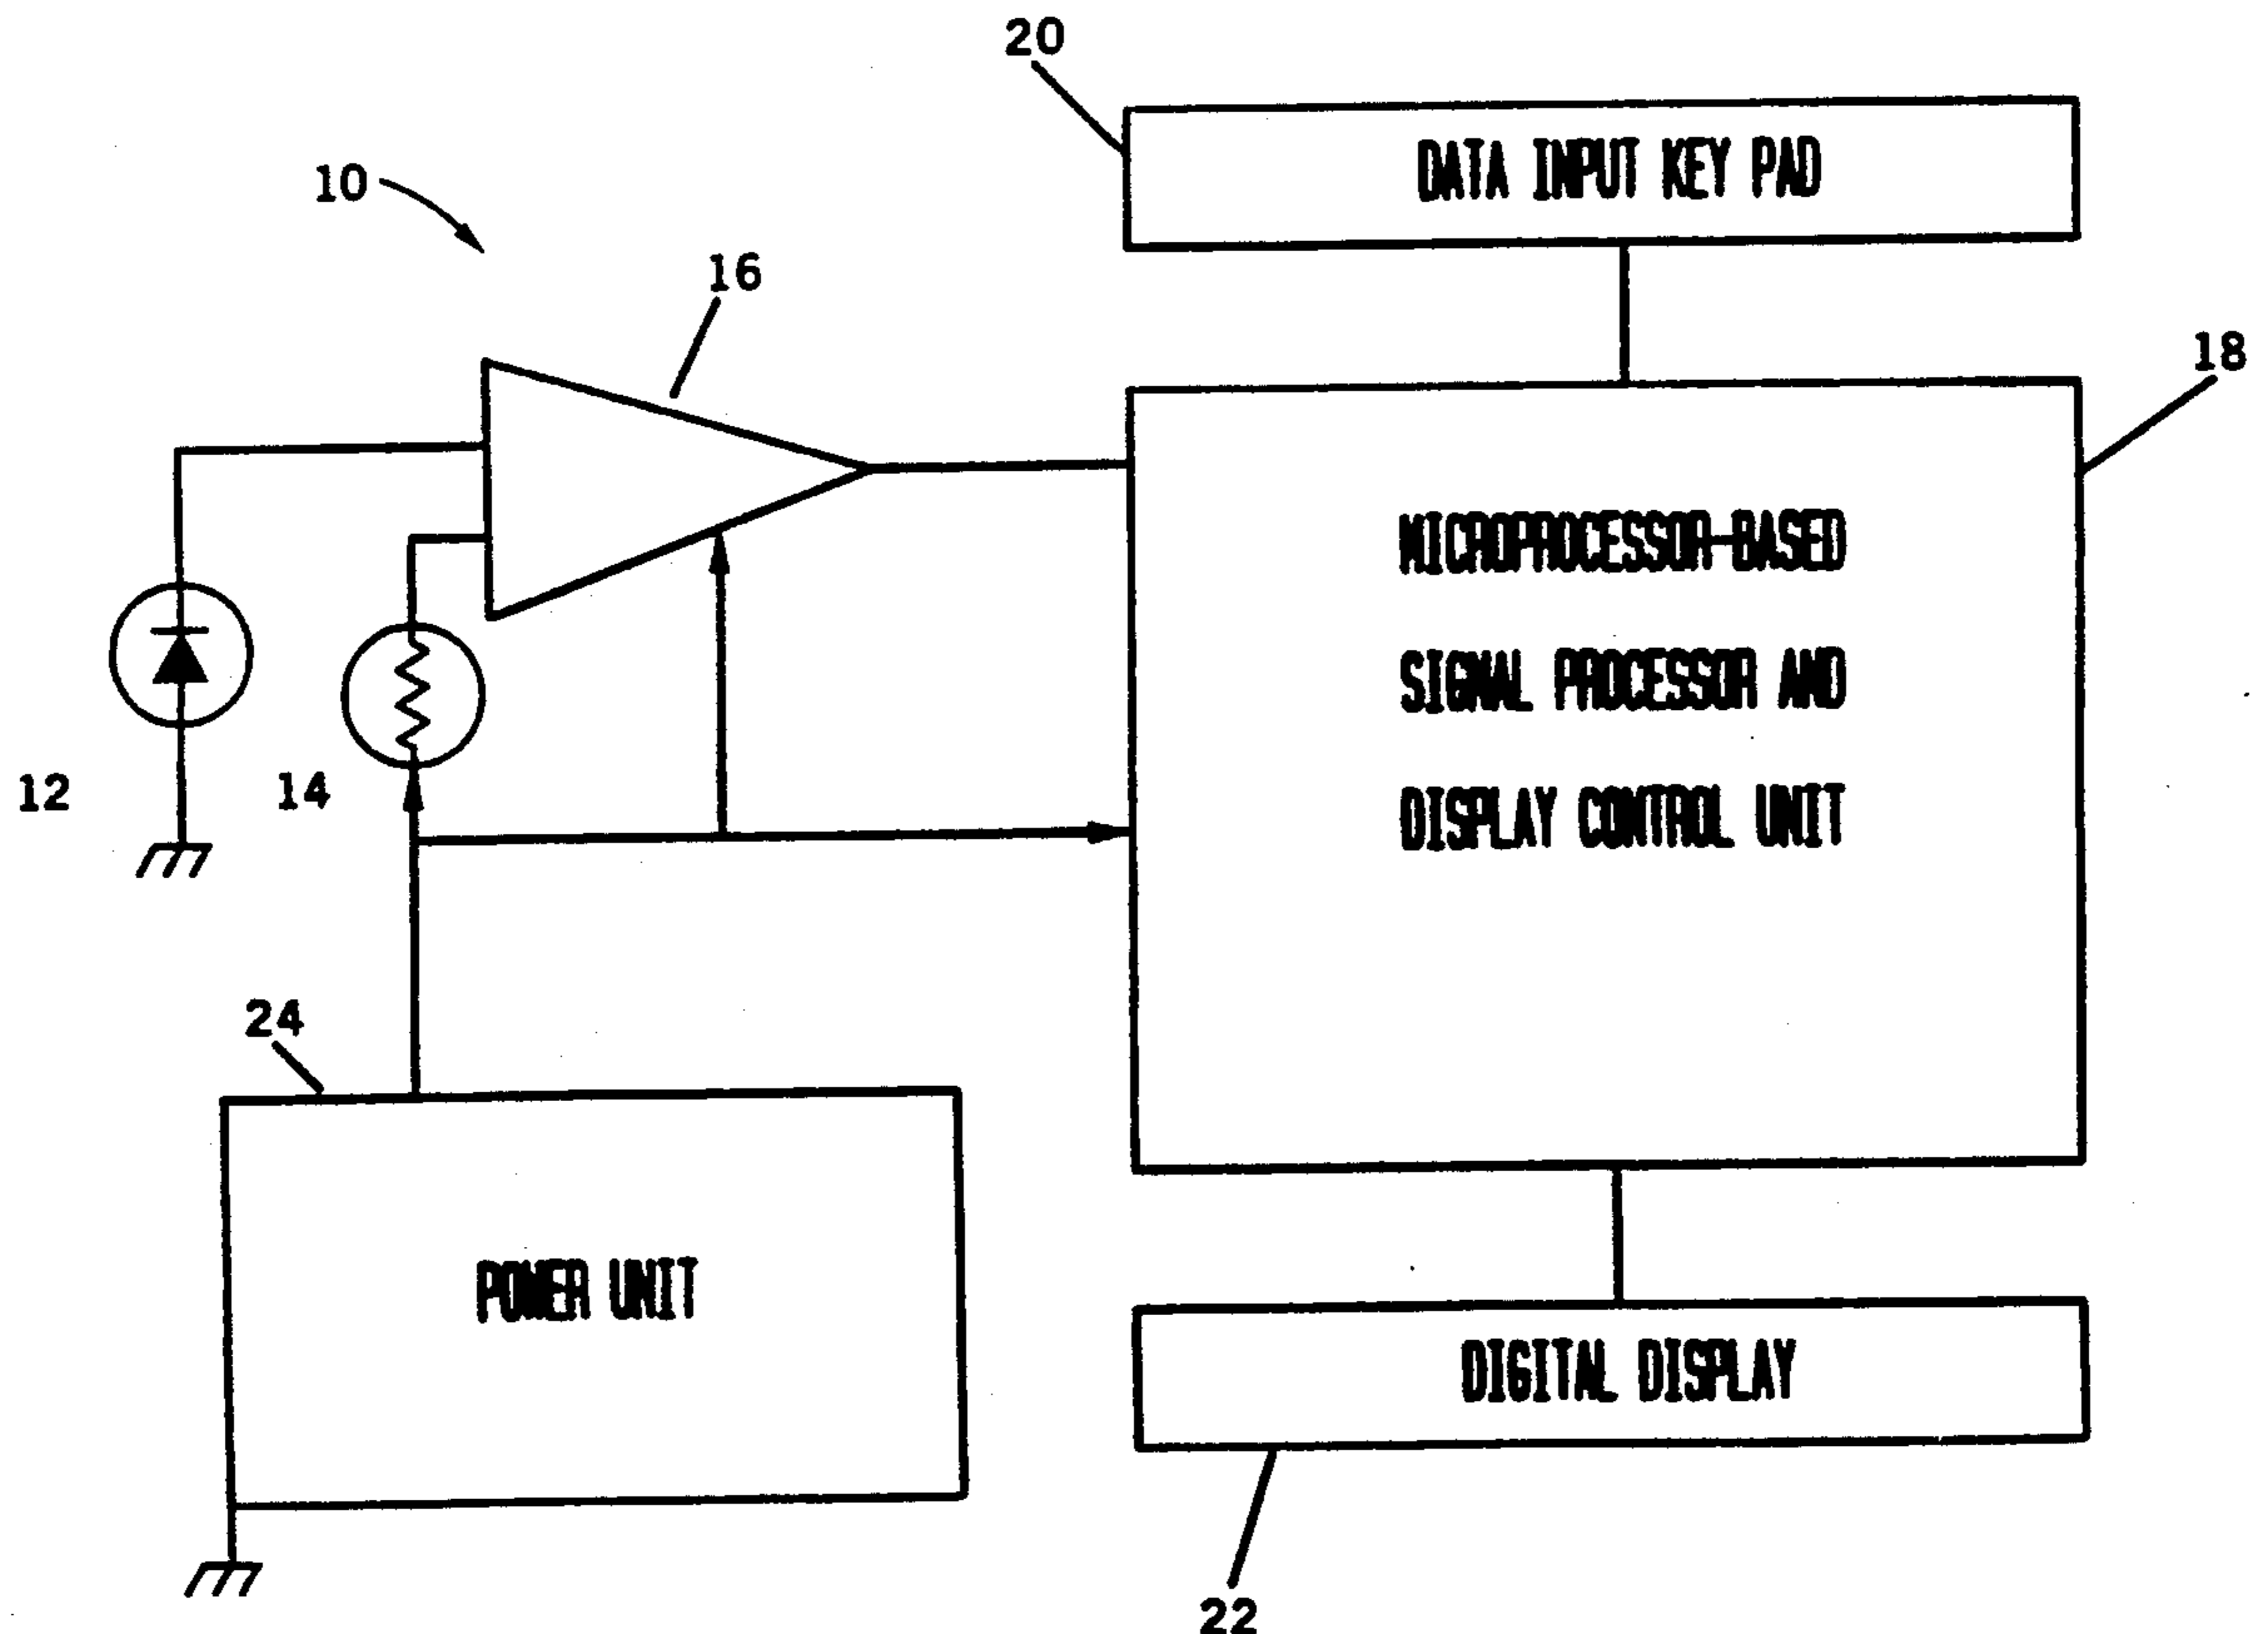 20
DATA INPUT KEY PAD
10
16
18
MICROPROCESSOR-BASED
SIGNAL PROCESSOR AND
DISPLAY CONTROL UNIT
12
14
24
POWER UNIT
DIGITAL DISPLAY
22